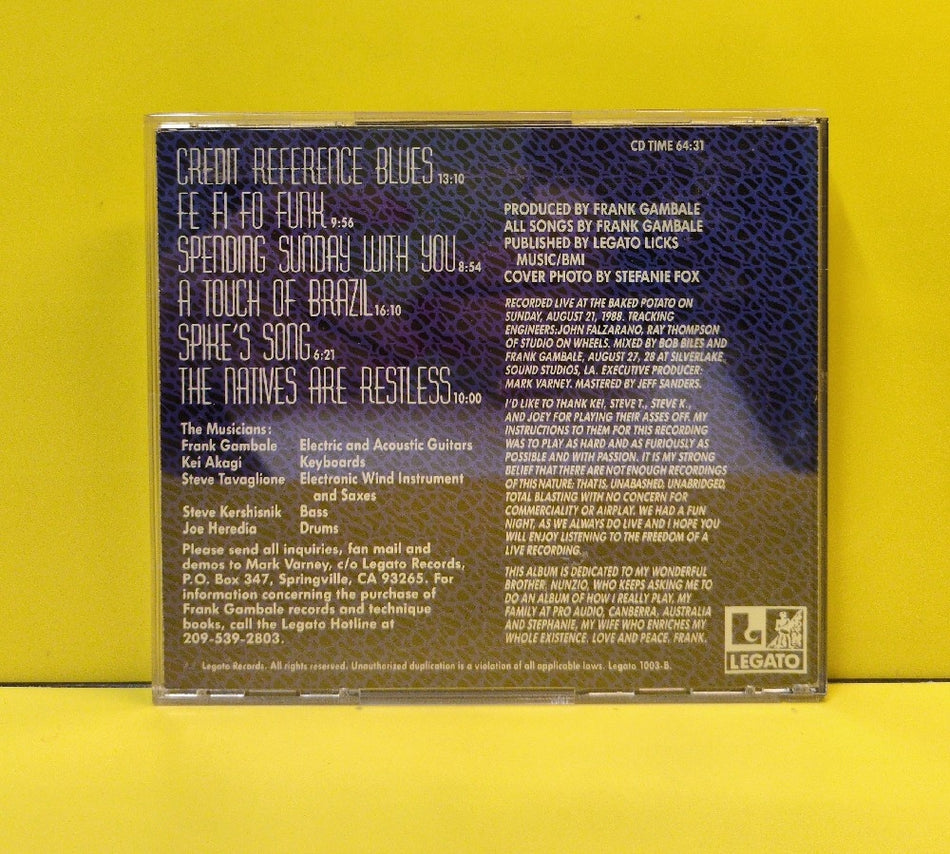 CREDIT REFERENCE BLUES 13:10
FE FI FO FUNK 9:56
SPENDING SUNDAY WITH YOU 8:54
A TOUCH OF BRAZIL 16:10
SPIKE'S SONG 6:21
THE NATIVES ARE RESTLESS 10:00
The Musicians:
Frank Gambale Electric and Acoustic Guitars
Kei Akagi Keyboards
Steve Tavaglione Electronic Wind Instrument
and Saxes
Steve Kershisnik Bass
Joe Heredia Drums
Please send all inquiries, fan mail and
demos to Mark Varney, c/o Legato Records,
P.O. Box 347, Springville, CA 93265. For
information concerning the purchase of
Frank Gambale records and technique
books, call the Legato Hotline at
209-539-2803.
Legato Records. All rights reserved. Unauthorized duplication is a violation of all applicable laws. Legato 1003-B.
CD TIME 64:31
PRODUCED BY FRANK GAMBALE
ALL SONGS BY FRANK GAMBALE
PUBLISHED BY LEGATO LICKS
MUSIC/BMI
COVER PHOTO BY STEFANIE FOX
RECORDED LIVE AT THE BAKED POTATO ON
SUNDAY, AUGUST 21, 1988. TRACKING
ENGINEERS:JOHN FALZARANO, RAY THOMPSON
OF STUDIO ON WHEELS. MIXED BY BOB BILES AND
FRANK GAMBALE, AUGUST 27, 28 AT SILVERLAKE
SOUND STUDIOS, LA. EXECUTIVE PRODUCER:
MARK VARNEY. MASTERED BY JEFF SANDERS.
I'D LIKE TO THANK KEI, STEVE T., STEVE K.,
AND JOEY FOR PLAYING THEIR ASSES OFF. MY
INSTRUCTIONS TO THEM FOR THIS RECORDING
WAS TO PLAY AS HARD AND AS FURIOUSLY AS
POSSIBLE AND WITH PASSION. IT IS MY STRONG
BELIEF THAT THERE ARE NOT ENOUGH RECORDINGS
OF THIS NATURE; THAT IS, UNABASHED, UNABRIDGED,
TOTAL BLASTING WITH NO CONCERN FOR
COMMERCIALITY OR AIRPLAY. WE HAD A FUN
NIGHT, AS WE ALWAYS DO LIVE AND I HOPE YOU
WILL ENJOY LISTENING TO THE FREEDOM OF A
LIVE RECORDING.
THIS ALBUM IS DEDICATED TO MY WONDERFUL
BROTHER, NUNZIO, WHO KEEPS ASKING ME TO
DO AN ALBUM OF HOW I REALLY PLAY, MY
FAMILY AT PRO AUDIO, CANBERRA, AUSTRALIA
AND STEPHANIE, MY WIFE WHO ENRICHES MY
WHOLE EXISTENCE. LOVE AND PEACE, FRANK.
LEGATO